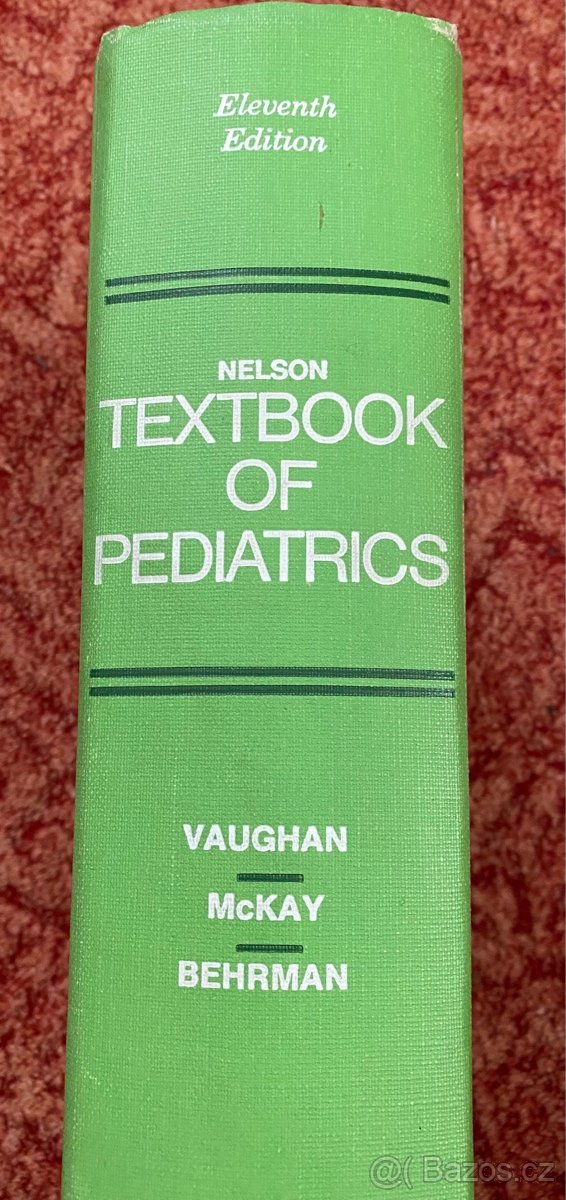 Eleventh
Edition
NELSON
TEXTBOOK
OF
PEDIATRICS
VAUGHAN
McKAY
BEHRMAN
@( Bazos.cz